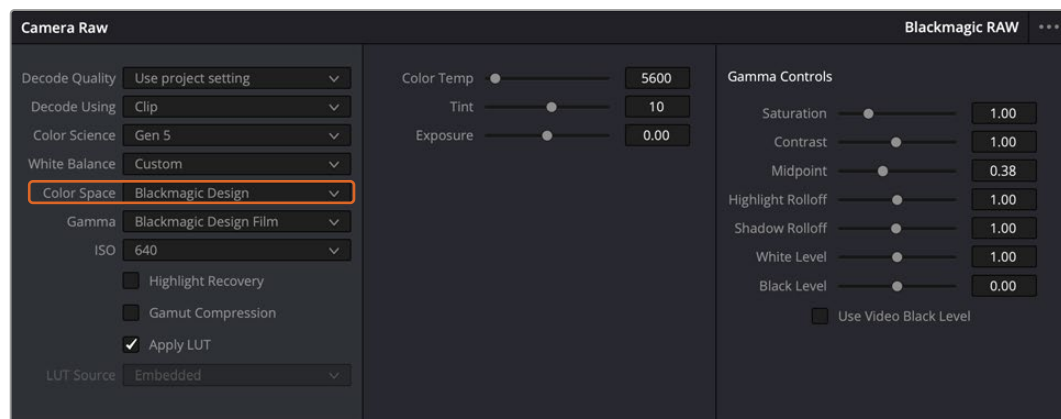 Camera Raw
Blackmagic RAW
Decode Quality Use project setting
Decode Using Clip
Color Science Gen 5
White Balance Custom
Color Space Blackmagic Design
Gamma Blackmagic Design Film
ISO 640
Highlight Recovery
Gamut Compression
Apply LUT
LUT Source Embedded
Color Temp 5600
Tint 10
Exposure 0.00
Gamma Controls
Saturation 1.00
Contrast 1.00
Midpoint 0.38
Highlight Rolloff 1.00
Shadow Rolloff 1.00
White Level 1.00
Black Level 0.00
Use Video Black Level